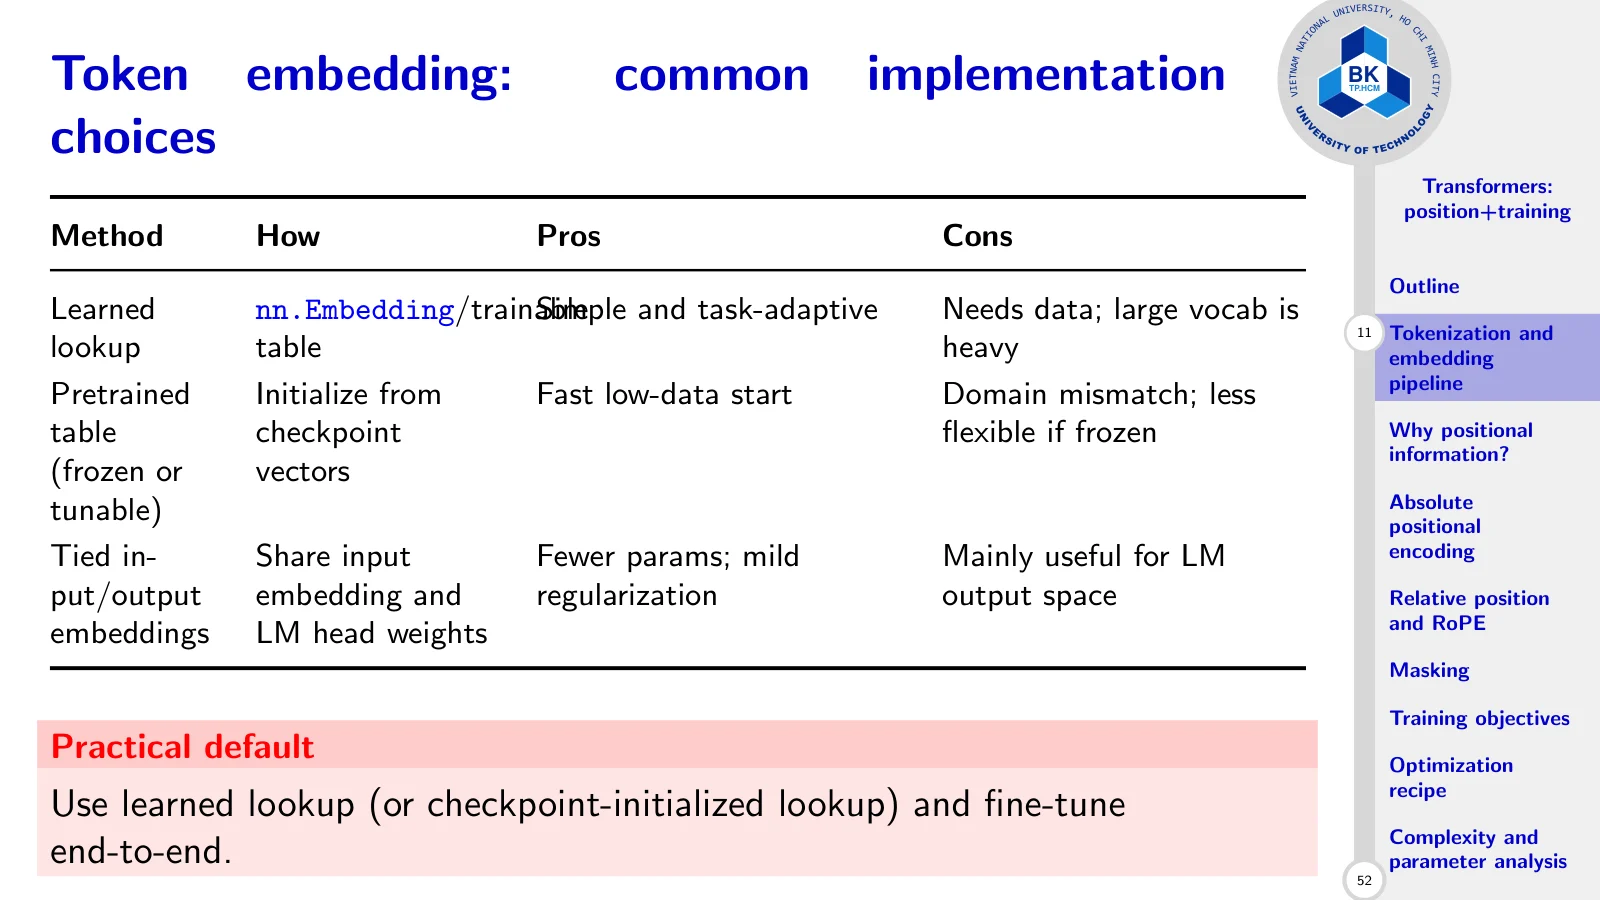 Token embedding: common implementation
choices
Method How Pros Cons
Learned
lookup
nn.Embedding/trainable
table
Simple and task-adaptive
Needs data; large vocab is
heavy
Pretrained
table
(frozen or
tunable)
Initialize from
checkpoint
vectors
Fast low-data start
Domain mismatch; less
flexible if frozen
Tied in-
put/output
embeddings
Share input
embedding and
LM head weights
Fewer params; mild
regularization
Mainly useful for LM
output space
Practical default
Use learned lookup (or checkpoint-initialized lookup) and fine-tune
end-to-end.
VIETNAM NATIONAL UNIVERSITY, HO CHI MINH CITY
BK
TP.HCM
UNIVERSITY OF TECHNOLOGY
Transformers:
position+training
Outline
11
Tokenization and
embedding
pipeline
Why positional
information?
Absolute
positional
encoding
Relative position
and RoPE
Masking
Training objectives
Optimization
recipe
Complexity and
parameter analysis
52